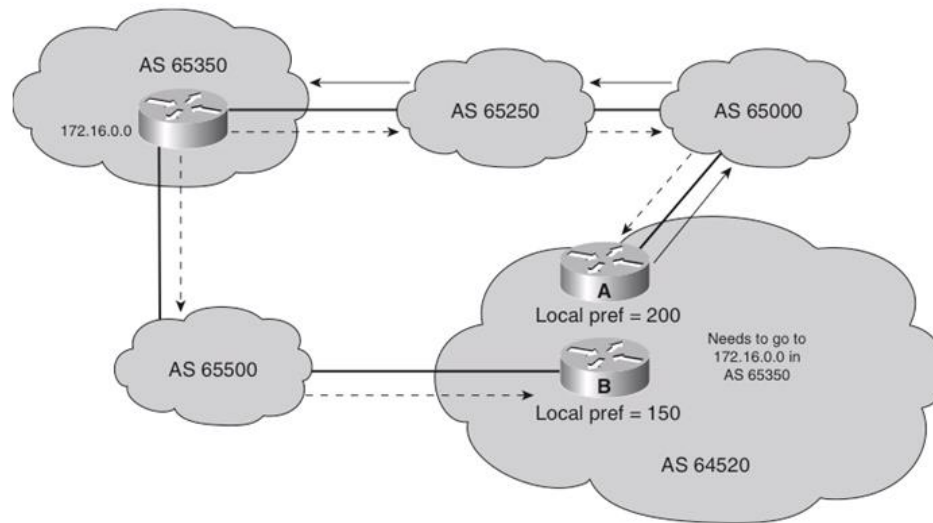 AS 65350
172.16.0.0
AS 65250
AS 65000
A
Local pref = 200
Needs to go to
172.16.0.0 in
AS 65350
AS 65500
B
Local pref = 150
AS 64520